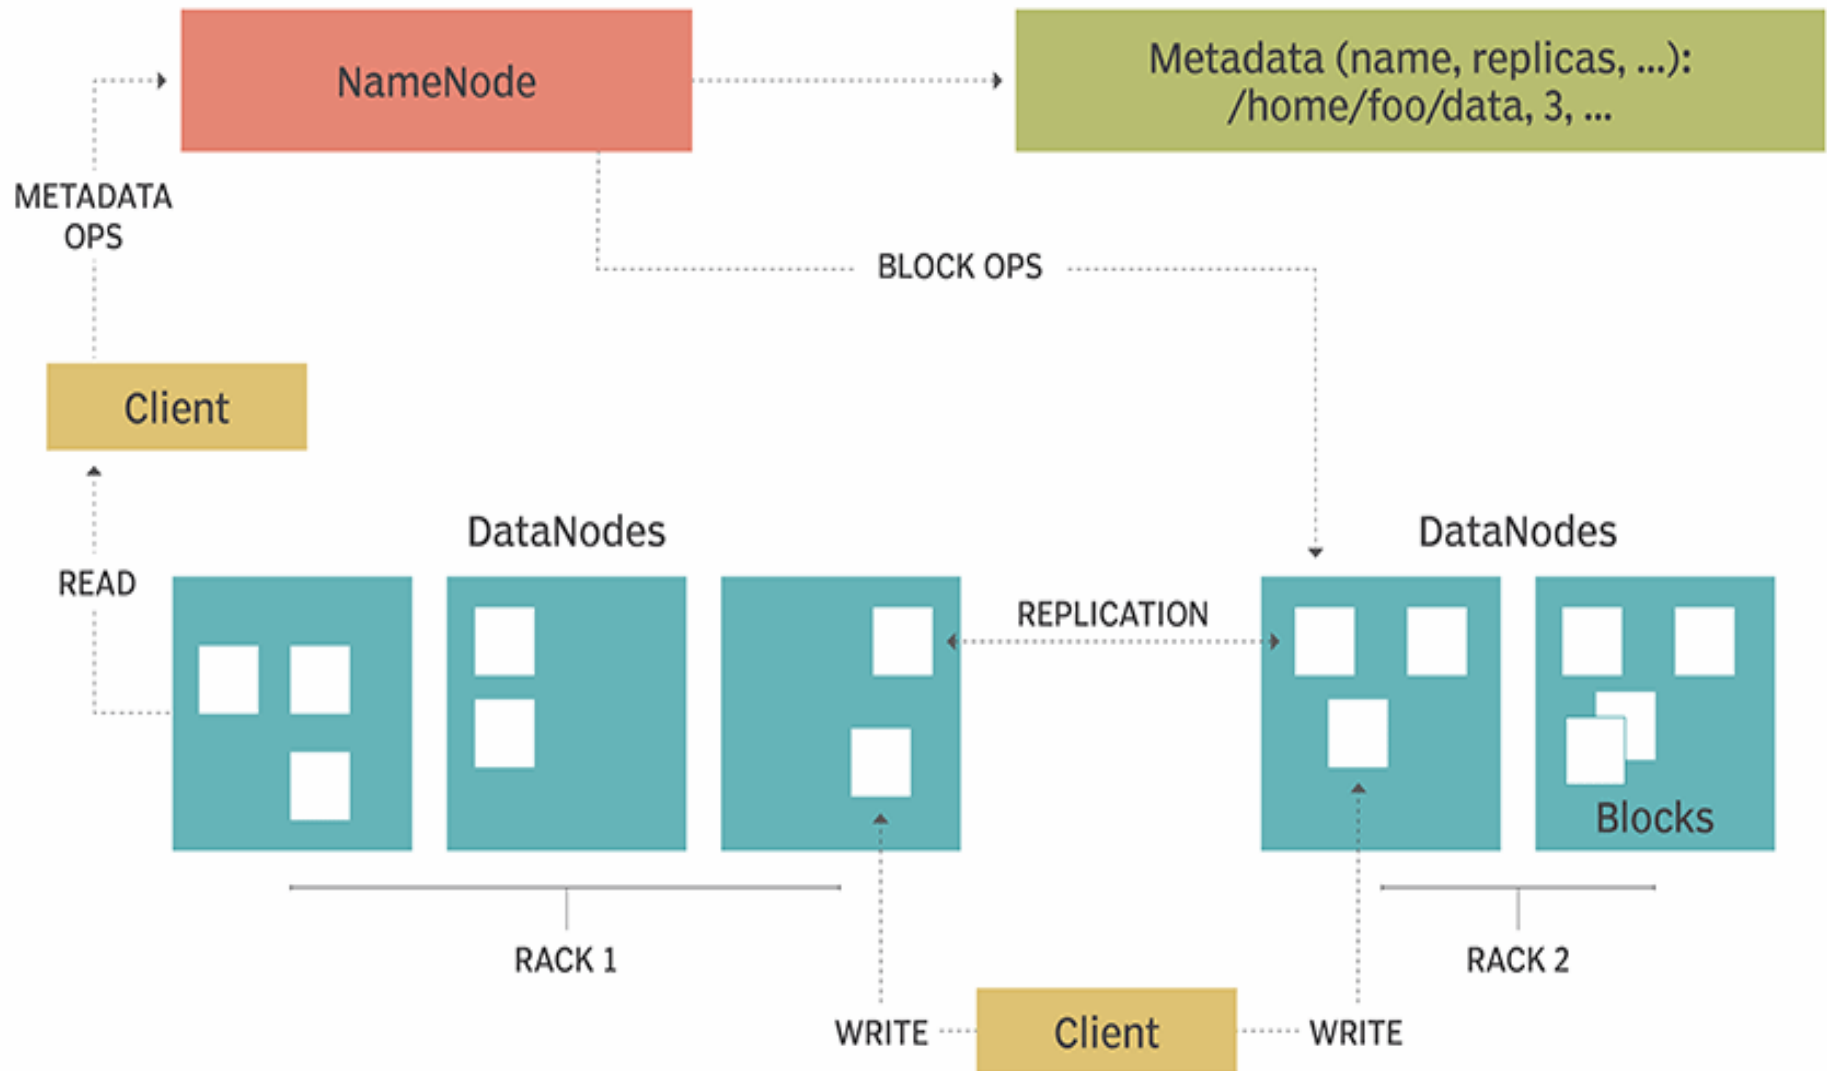 NameNode
Metadata (name, replicas, ...):
/home/foo/data, 3, ...
METADATA
OPS
BLOCK OPS
Client
DataNodes
DataNodes
READ
REPLICATION
Blocks
RACK 1
RACK 2
WRITE
Client
WRITE